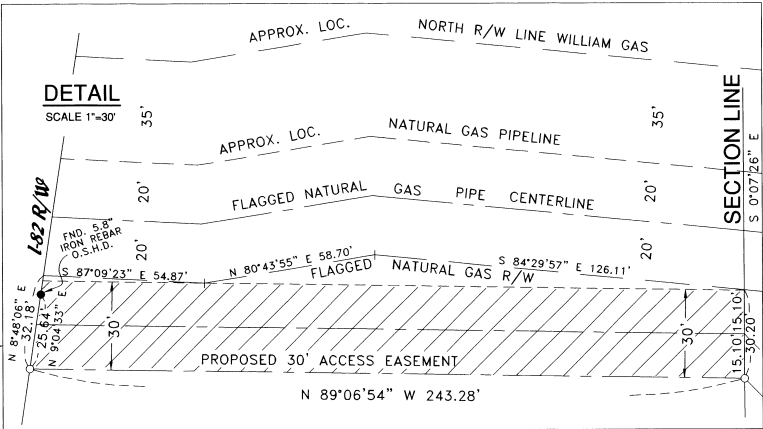 APPROX. LOC.
NORTH R/W LINE WILLIAM GAS
DETAIL
SCALE 1"=30'
35'
35'
SECTION LINE
S 0°07'26" E
APPROX. LOC.
NATURAL GAS PIPELINE
20'
20'
FLAGGED NATURAL GAS PIPE CENTERLINE
I-82 R/W
FND. 5.8"
IRON REBAR
O.S.H.D.
20'
20'
S 87°09'23" E 54.87'
N 80°43'55" E 58.70'
S 84°29'57" E 126.11'
FLAGGED NATURAL GAS R/W
N 8°48'06" E
32.18'
25.64'
N 9°04'33" E
30'
30'
15.10'
15.10'
30.20'
PROPOSED 30' ACCESS EASEMENT
N 89°06'54" W 243.28'